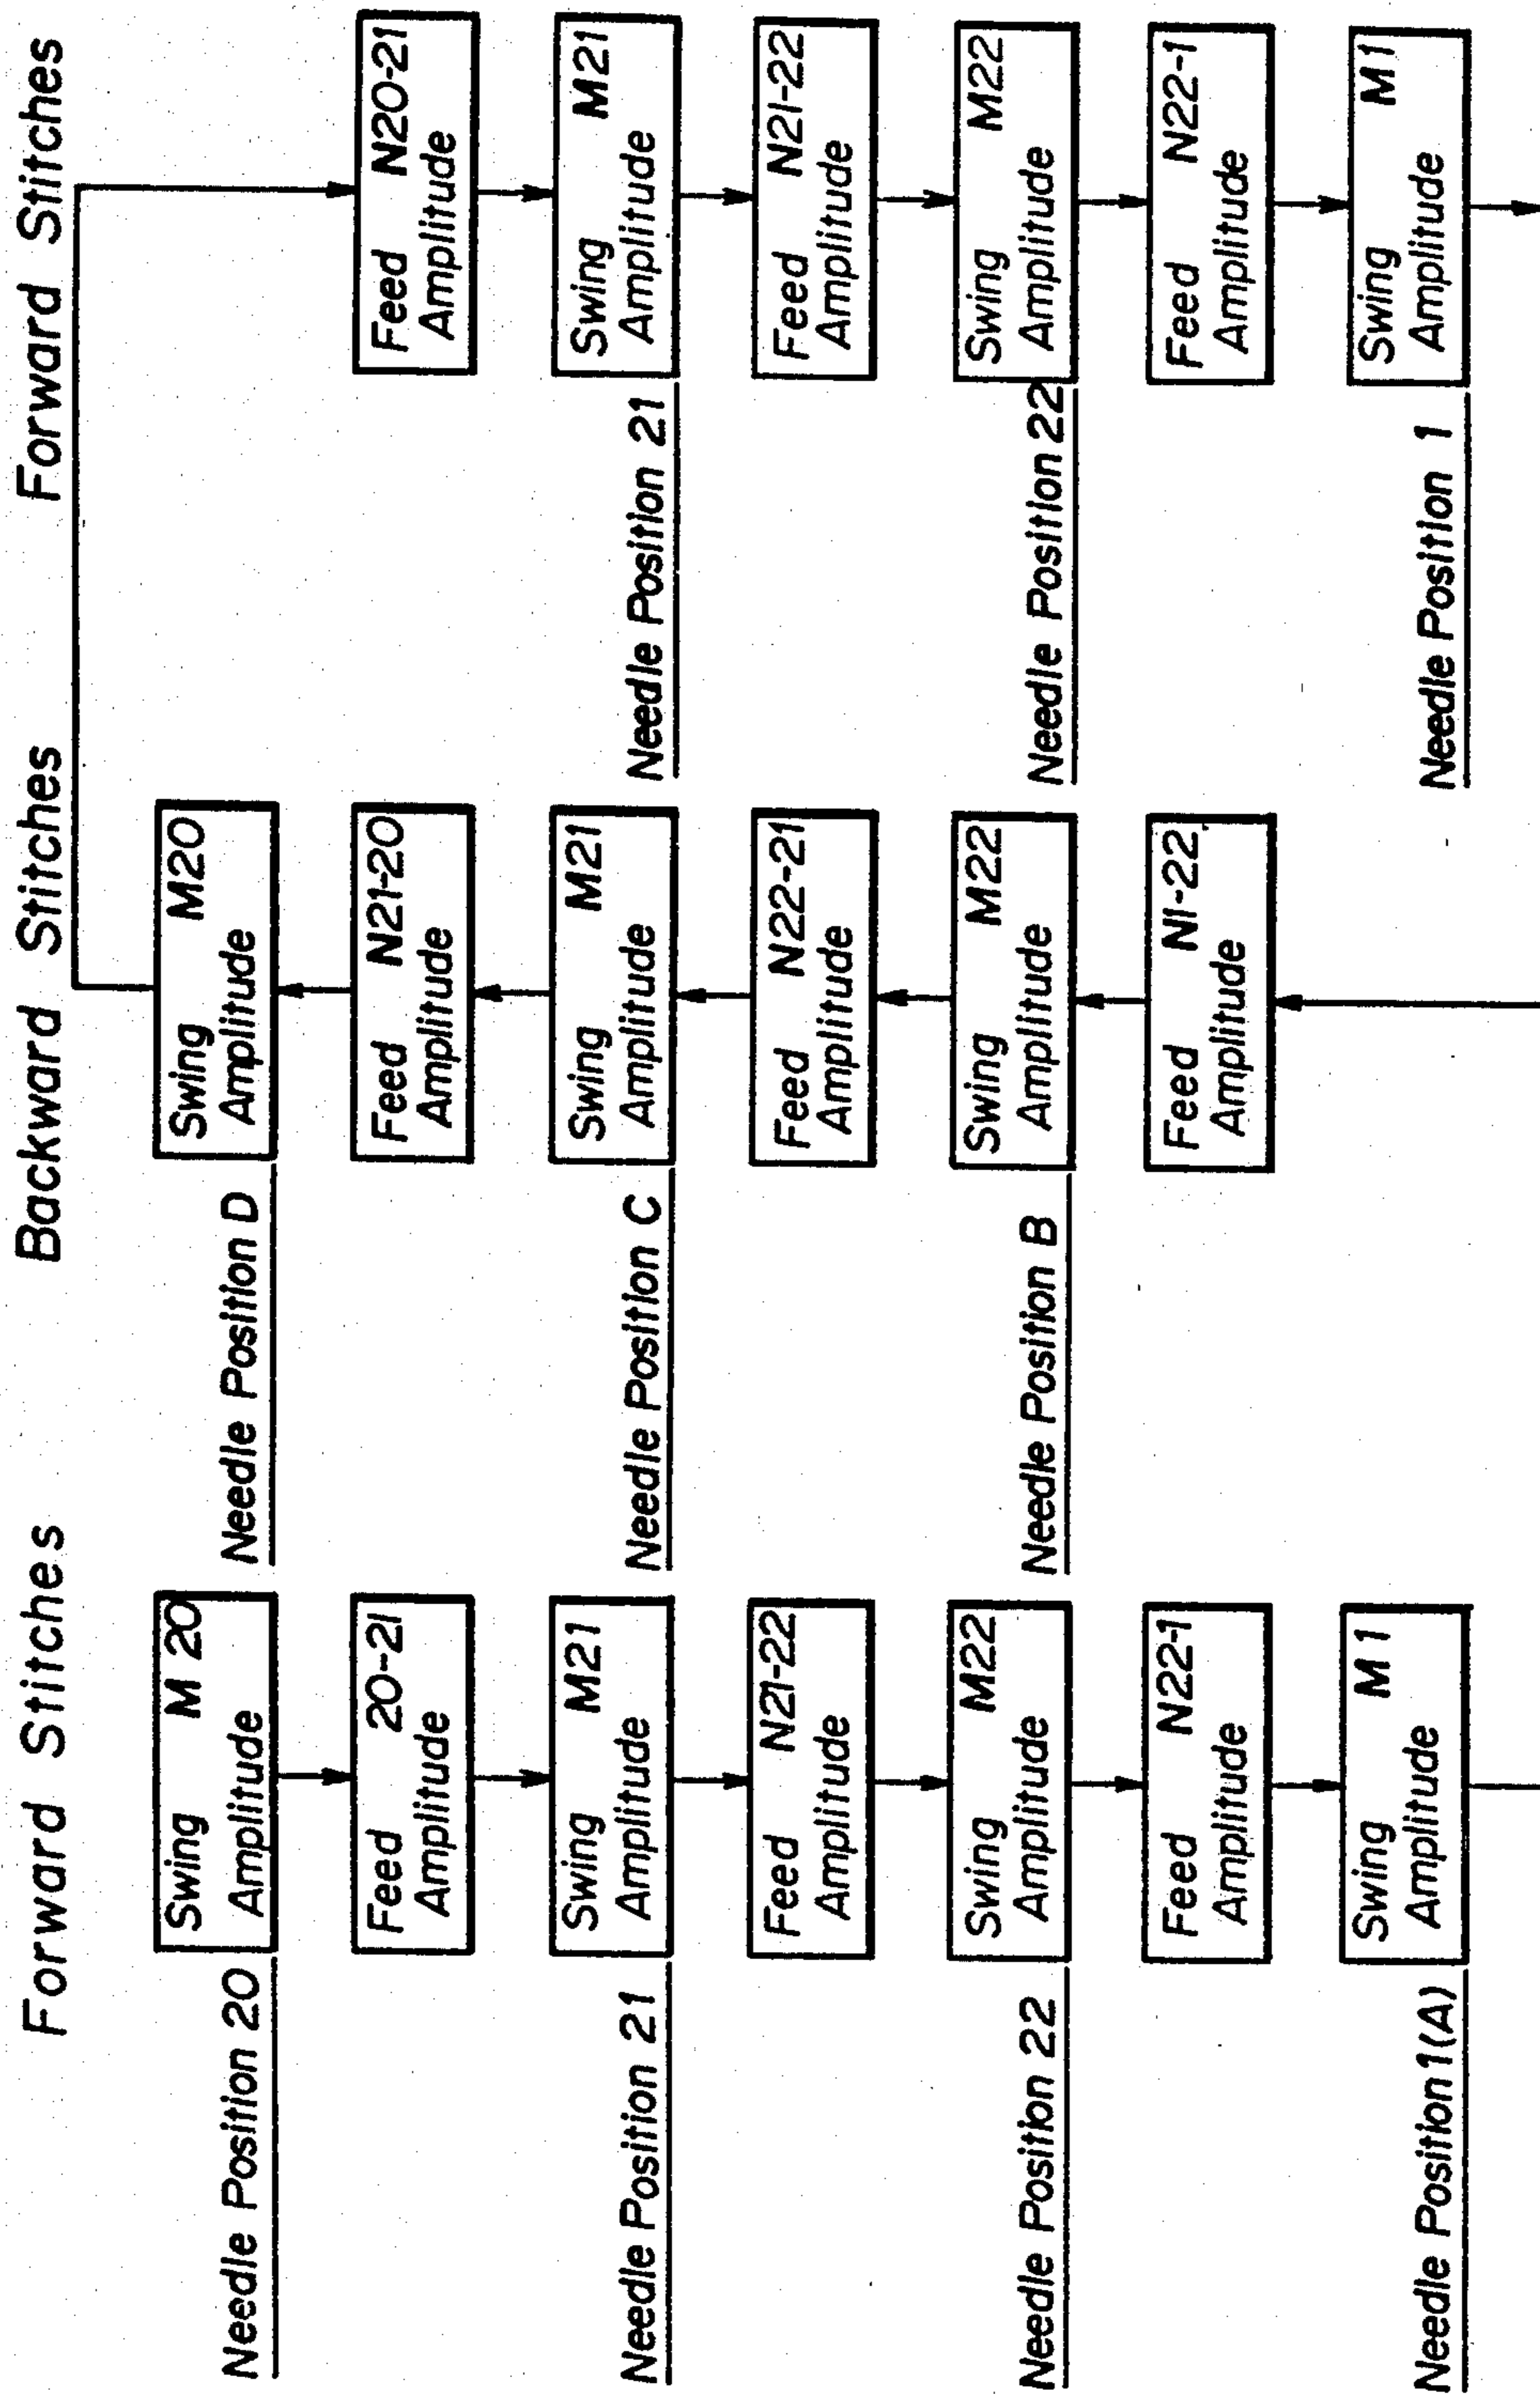 Forward Stitches
Needle Position 20
Swing M 20
Amplitude
Feed 20-21
Amplitude
Needle Position 21
Swing M21
Amplitude
Feed N21-22
Amplitude
Needle Position 22
Swing M22
Amplitude
Feed N22-1
Amplitude
Needle Position 1(A)
Swing M 1
Amplitude
Backward Stitches
Needle Position D
Swing M20
Amplitude
Feed N21-20
Amplitude
Needle Position C
Swing M21
Amplitude
Feed N22-21
Amplitude
Needle Position B
Swing M22
Amplitude
Feed N1-22
Amplitude
Forward Stitches
Feed N20-21
Amplitude
Needle Position 21
Swing M21
Amplitude
Feed N21-22
Amplitude
Needle Position 22
Swing M22
Amplitude
Feed N22-1
Amplitude
Needle Position 1
Swing M 1
Amplitude